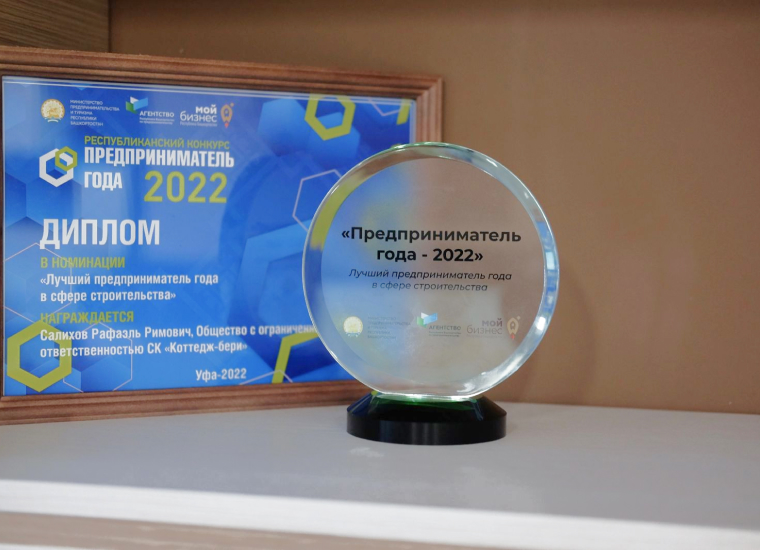 МИНИСТЕРСТВО
ПРЕДПРИНИМАТЕЛЬСТВА
И ТУРИЗМА
РЕСПУБЛИКИ
БАШКОРТОСТАН
АГЕНТСТВО
МОЙ
бизнес
РЕСПУБЛИКАНСКИЙ КОНКУРС
ПРЕДПРИНИМАТЕЛЬ
ГОДА 2022
ДИПЛОМ
В НОМИНАЦИИ
«Лучший предприниматель года
в сфере строительства»
НАГРАЖДАЕТСЯ
Салихов Рафаэль Римович, Общество с ограничен
ответственностью СК «Коттедж-бери»
Уфа-2022
«Предприниматель
года - 2022»
Лучший предприниматель года
в сфере строительства
АГЕНТСТВО
МОЙ
бизнес